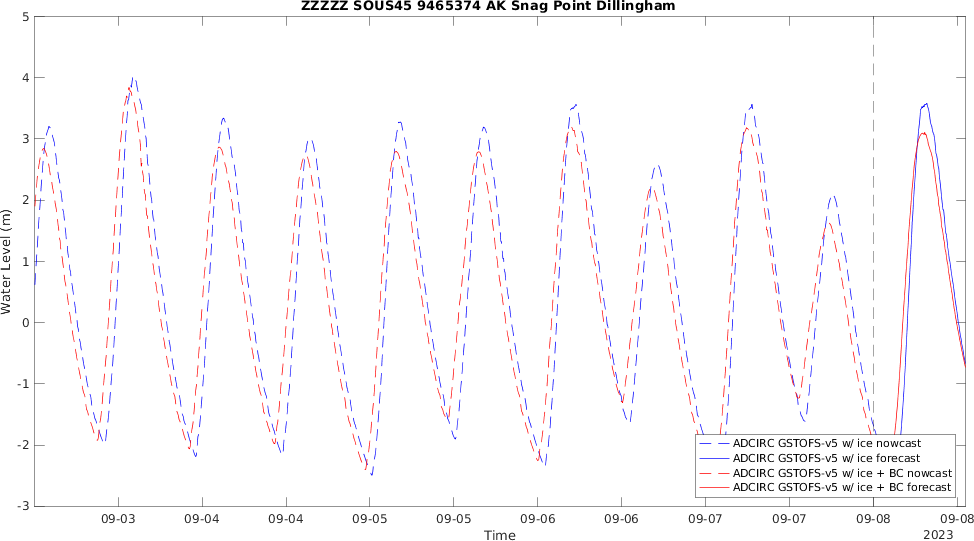 ZZZZZ SOUS45 9465374 AK Snag Point Dillingham
5
4
3
2
1
0
-1
-2
-3
Water Level (m)
ADCIRC GSTOFS-v5 w/ ice nowcast
ADCIRC GSTOFS-v5 w/ ice forecast
ADCIRC GSTOFS-v5 w/ ice + BC nowcast
ADCIRC GSTOFS-v5 w/ ice + BC forecast
09-03 09-04 09-04 09-05 09-05 09-06 09-06 09-07 09-07 09-08 09-08
Time
2023